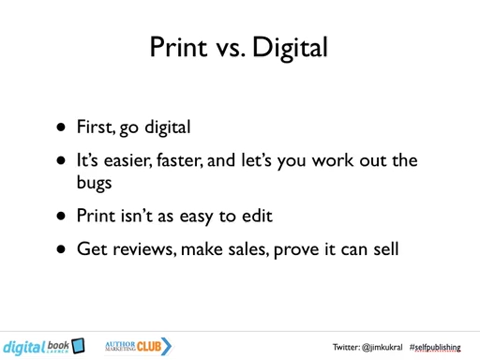 Print vs. Digital
• First, go digital
• It's easier, faster, and let's you work out the
bugs
• Print isn't as easy to edit
• Get reviews, make sales, prove it can sell
digital book
LAUNCH
AUTHOR
MARKETING CLUB
Twitter: @jimkukral #selfpublishing